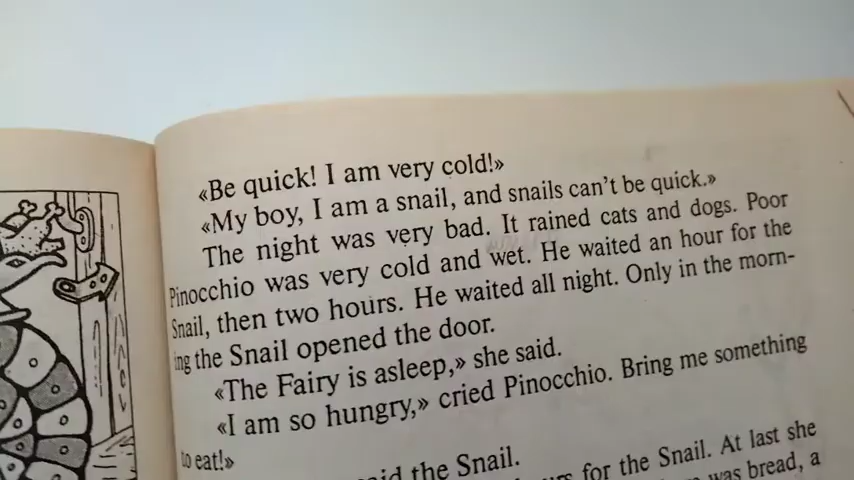 «Be quick! I am very cold!»
«My boy, I am a snail, and snails can’t be quick.»
The night was very bad. It rained cats and dogs. Poor
Pinocchio was very cold and wet. He waited an hour for the
Snail, then two hours. He waited all night. Only in the morn-
ing the Snail opened the door.
«The Fairy is asleep,» she said.
«I am so hungry,» cried Pinocchio. Bring me something
to eat!»
the Snail.
for the Snail. At last she
was bread, a